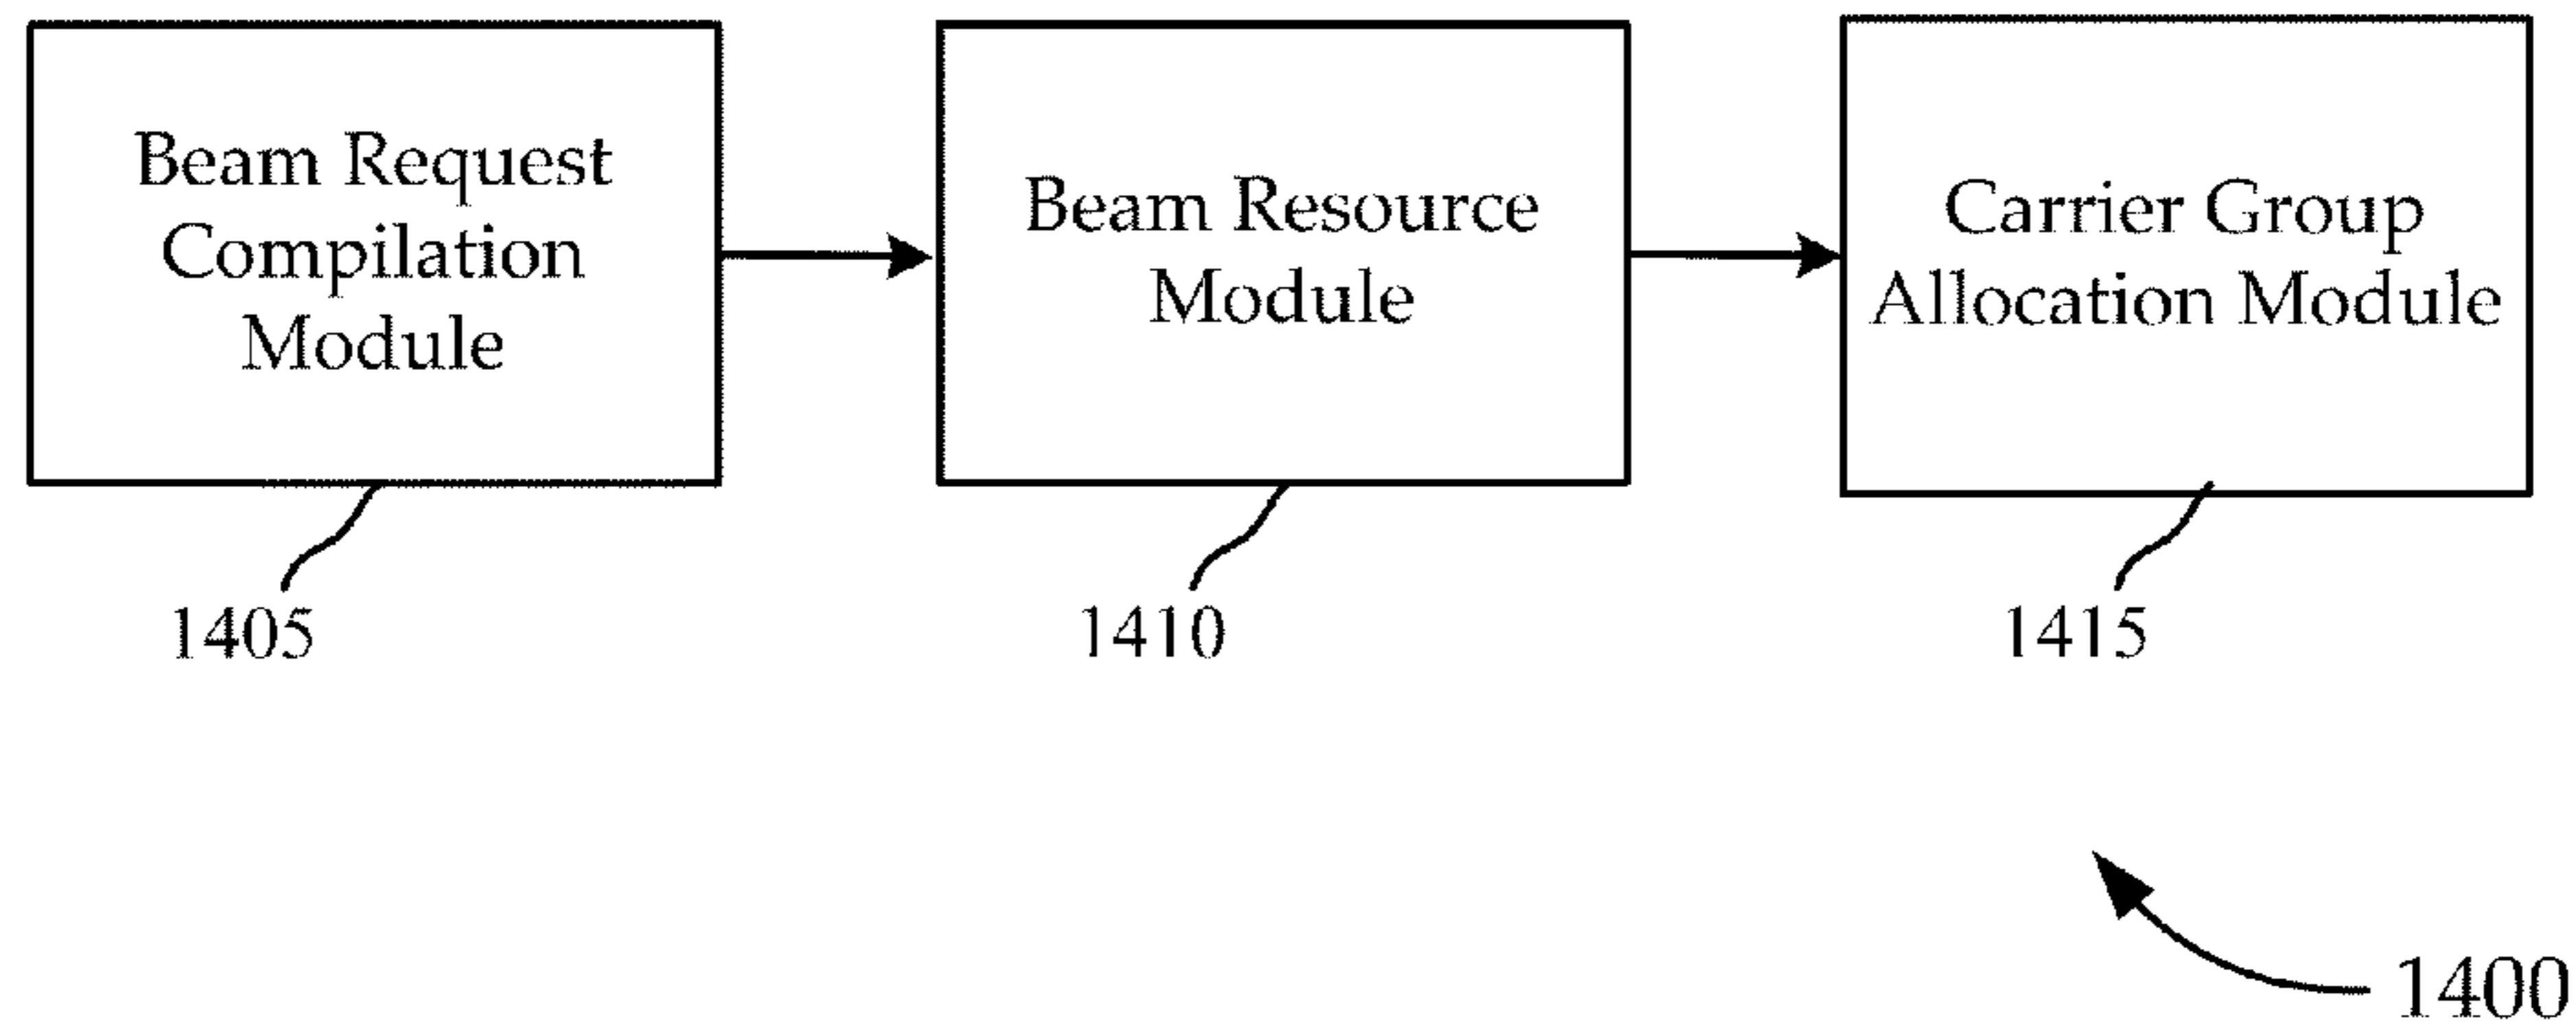 Beam Request
Compilation
Module
Beam Resource
Module
Carrier Group
Allocation Module
1405
1410
1415
1400